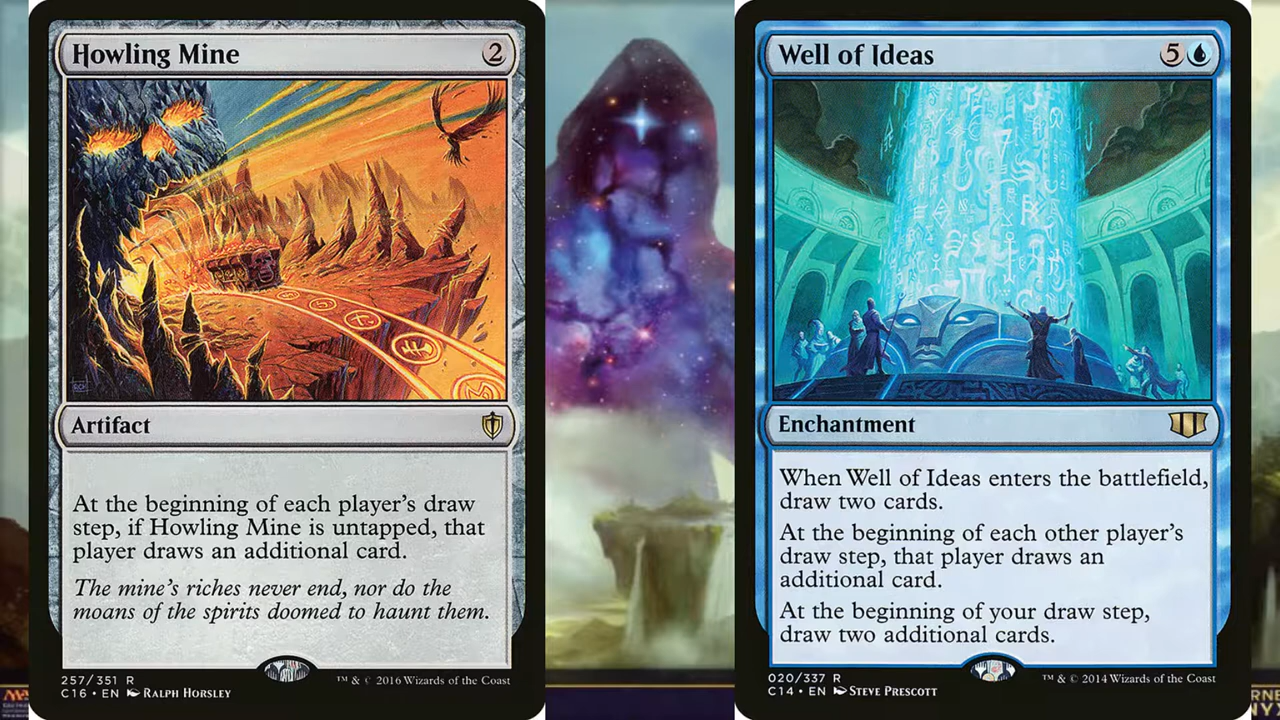 Howling Mine
2
Artifact
At the beginning of each player's draw
step, if Howling Mine is untapped, that
player draws an additional card.
The mine's riches never end, nor do the
moans of the spirits doomed to haunt them.
257/351 R
C16 • EN RALPH HORSLEY
™ & © 2016 Wizards of the Coast
Well of Ideas
5
Enchantment
When Well of Ideas enters the battlefield,
draw two cards.
At the beginning of each other player's
draw step, that player draws an
additional card.
At the beginning of your draw step,
draw two additional cards.
020/337 R
C14 • EN STEVE PRESCOTT
™ & © 2014 Wizards of the Coast